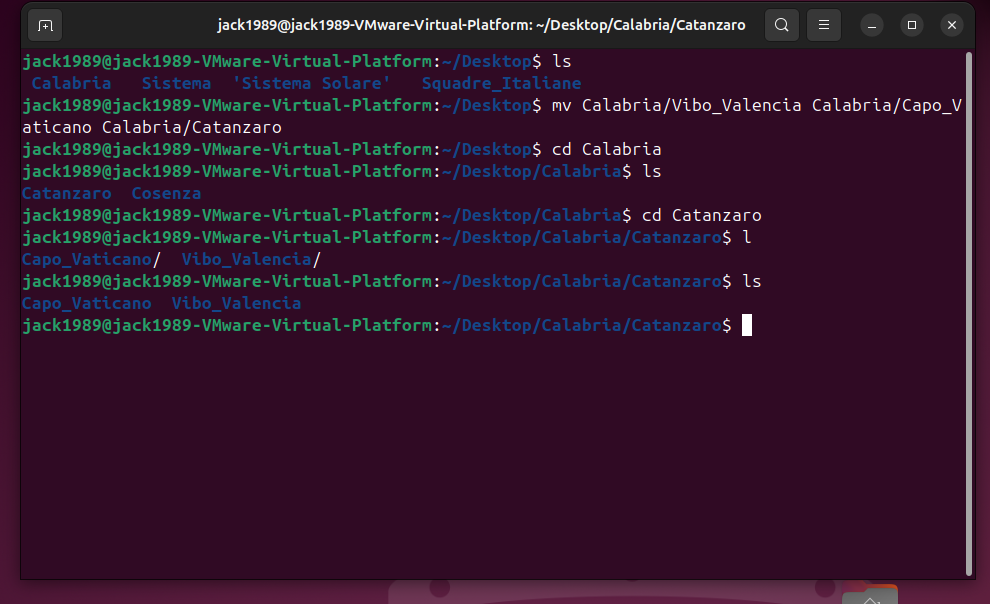 jack1989@jack1989-VMware-Virtual-Platform: ~/Desktop/Calabria/Catanzaro
jack1989@jack1989-VMware-Virtual-Platform:~/Desktop$ ls
Calabria   Sistema  'Sistema Solare'   Squadre_Italiane
jack1989@jack1989-VMware-Virtual-Platform:~/Desktop$ mv Calabria/Vibo_Valencia Calabria/Capo_V
aticano Calabria/Catanzaro
jack1989@jack1989-VMware-Virtual-Platform:~/Desktop$ cd Calabria
jack1989@jack1989-VMware-Virtual-Platform:~/Desktop/Calabria$ ls
Catanzaro  Cosenza
jack1989@jack1989-VMware-Virtual-Platform:~/Desktop/Calabria$ cd Catanzaro
jack1989@jack1989-VMware-Virtual-Platform:~/Desktop/Calabria/Catanzaro$ l
Capo_Vaticano/  Vibo_Valencia/
jack1989@jack1989-VMware-Virtual-Platform:~/Desktop/Calabria/Catanzaro$ ls
Capo_Vaticano  Vibo_Valencia
jack1989@jack1989-VMware-Virtual-Platform:~/Desktop/Calabria/Catanzaro$